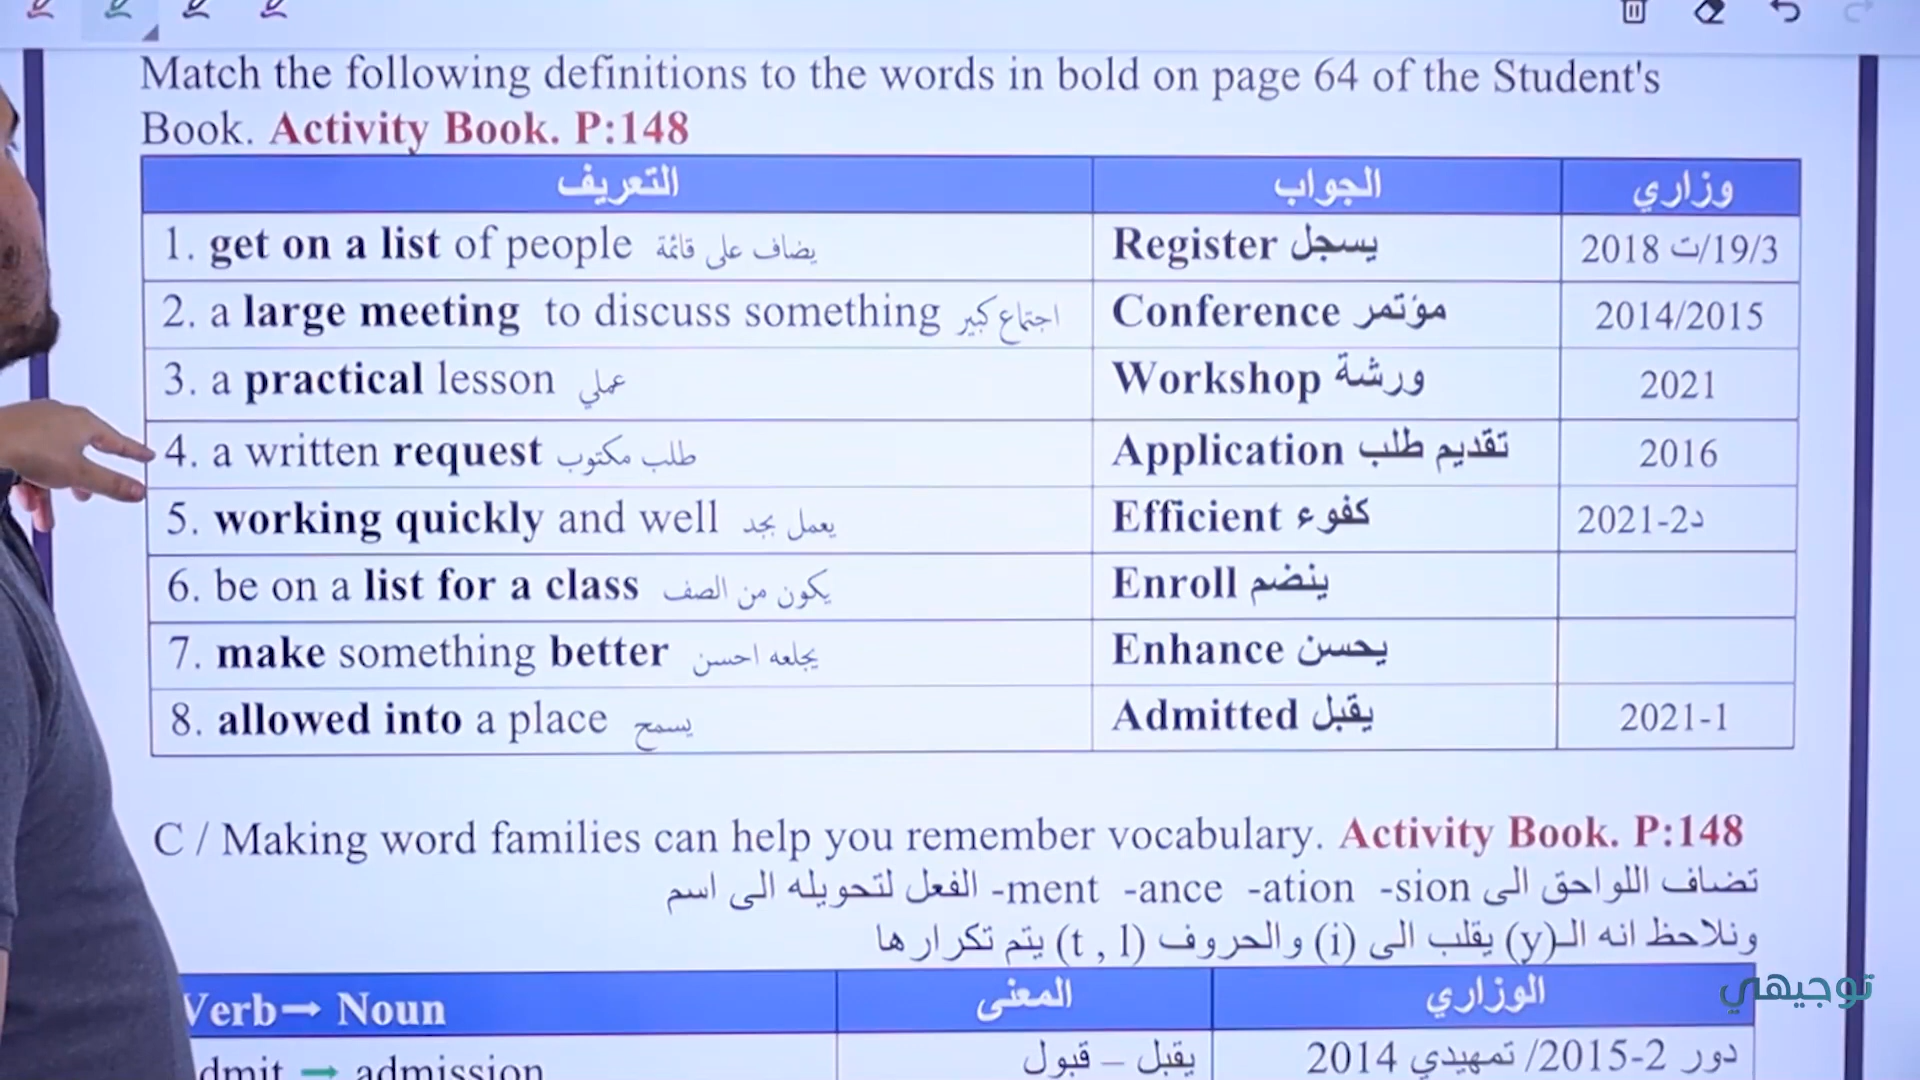 Match the following definitions to the words in bold on page 64 of the Student's
Book. Activity Book. P:148
التعريف الجواب وزاري
1. get on a list of people يضاف على قائمة Register يسجل 2018 ت/19/3
2. a large meeting to discuss something اجتماع كبير Conference مؤتمر 2014/2015
3. a practical lesson عملي Workshop ورشة 2021
4. a written request طلب مكتوب Application تقديم طلب 2016
5. working quickly and well يعمل بجد Efficient كفوء 2021-2د
6. be on a list for a class يكون من الصف Enroll ينضم
7. make something better يجلعه احسن Enhance يحسن
8. allowed into a place يسمح Admitted يقبل 2021-1
C / Making word families can help you remember vocabulary. Activity Book. P:148
تضاف اللواحق الى -ment -ance -ation -sion الفعل لتحويله الى اسم
ونلاحظ انه الـ(y) يقلب الى (i) والحروف (t , l) يتم تكرارها
Verb→ Noun المعنى الوزاري
dmit → admission يقبل – قبول دور 2-2015/ تمهيدي 2014
توجيهي